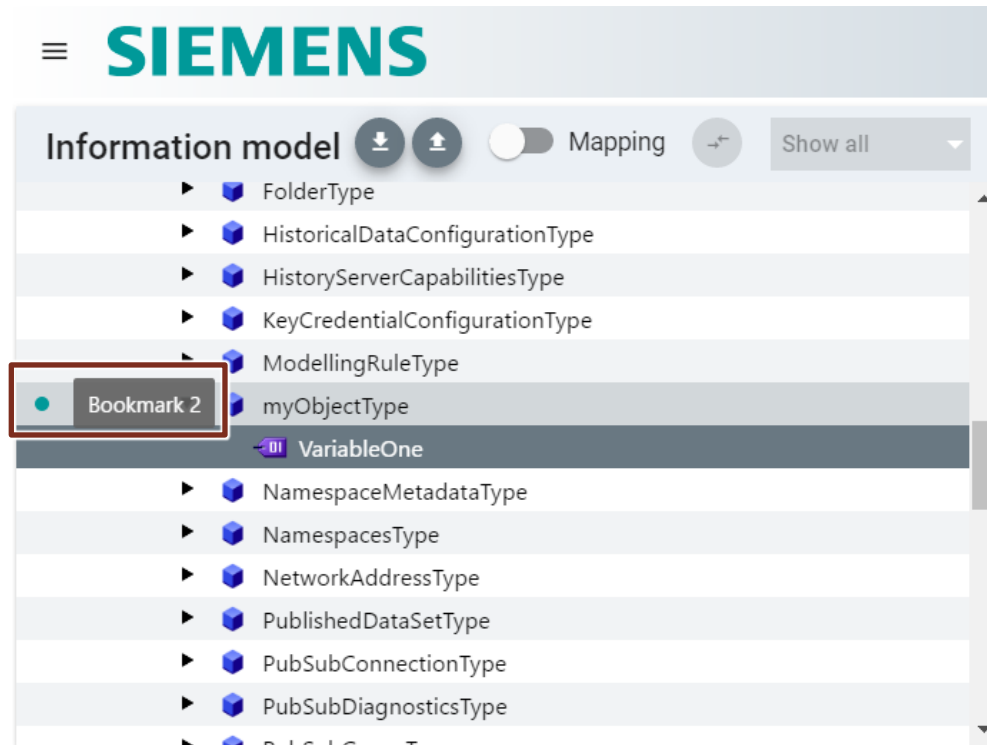 SIEMENS
Information model Mapping Show all
FolderType
HistoricalDataConfigurationType
HistoryServerCapabilitiesType
KeyCredentialConfigurationType
ModellingRuleType
Bookmark 2 myObjectType
01 VariableOne
NamespaceMetadataType
NamespacesType
NetworkAddressType
PublishedDataSetType
PubSubConnectionType
PubSubDiagnosticsType